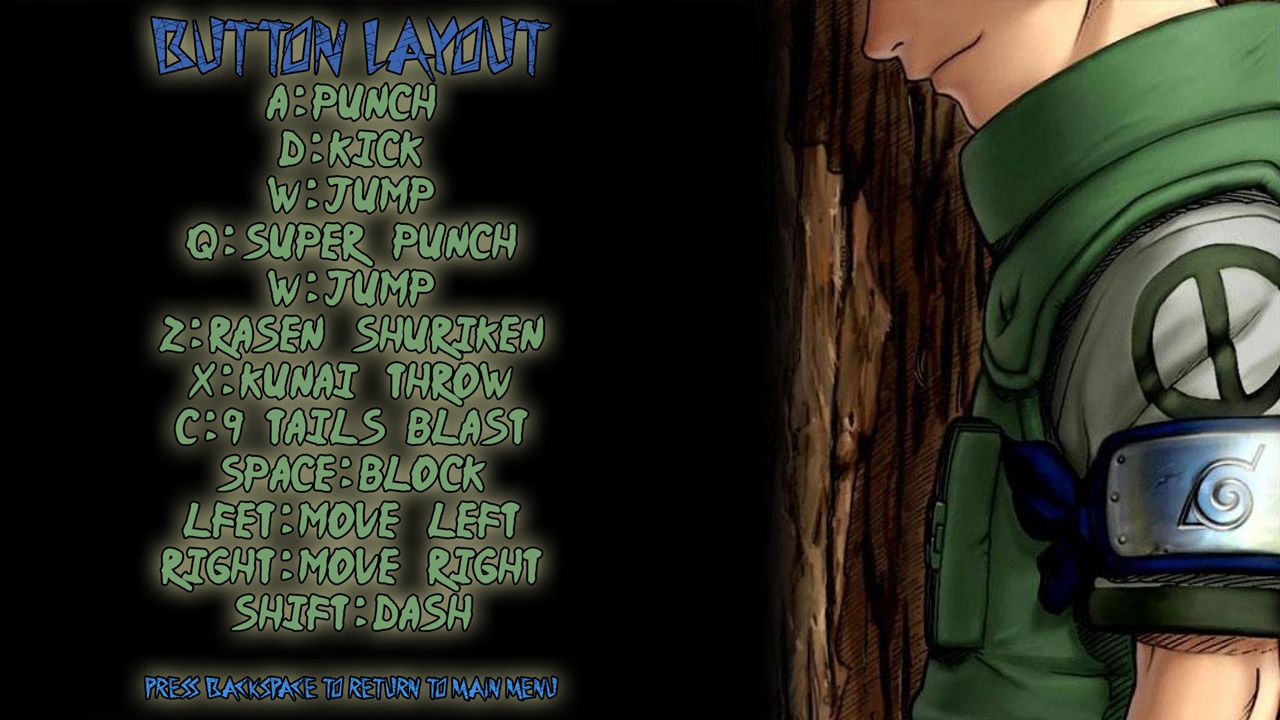 BUTTON LAYOUT
A:PUNCH
D:KICK
W:JUMP
Q:SUPER PUNCH
W:JUMP
Z:RASEN SHURIKEN
X:KUNAI THROW
C:9 TAILS BLAST
SPACE:BLOCK
LFET:MOVE LEFT
RIGHT:MOVE RIGHT
SHIFT:DASH
PRESS BACKSPACE TO RETURN TO MAIN MENU